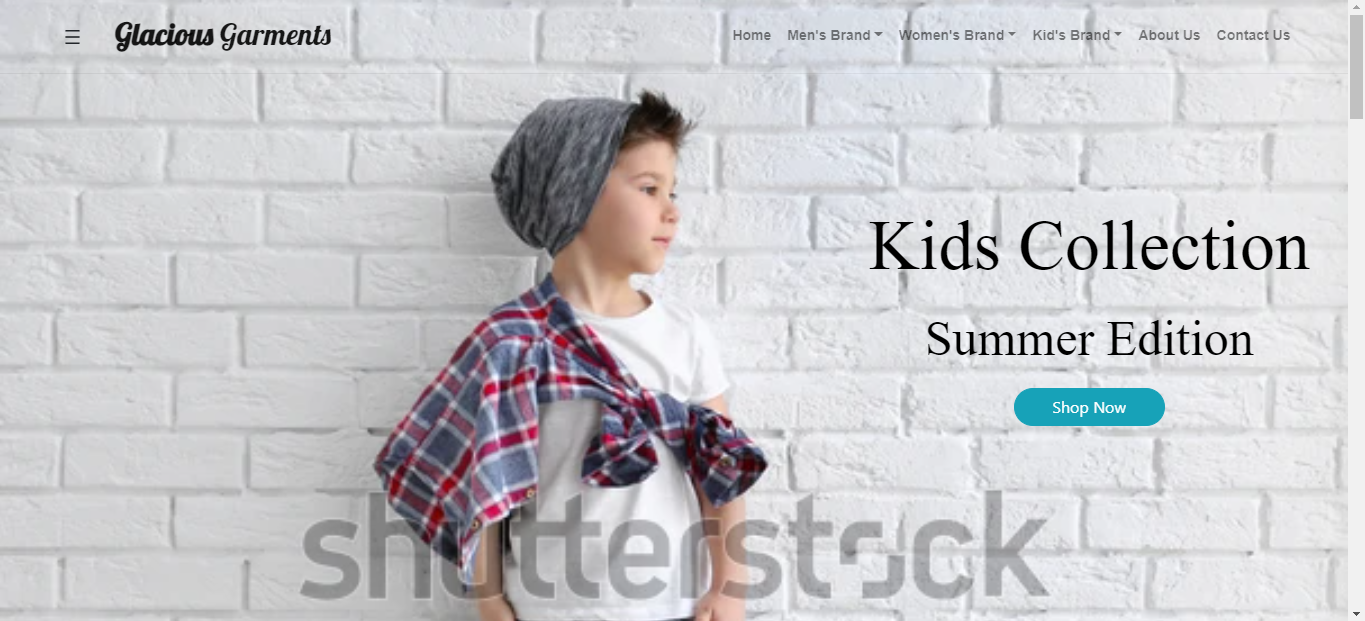 Glacious Garments
Home Men's Brand Women's Brand Kid's Brand About Us Contact Us
Kids Collection
Summer Edition
Shop Now
shutterstock